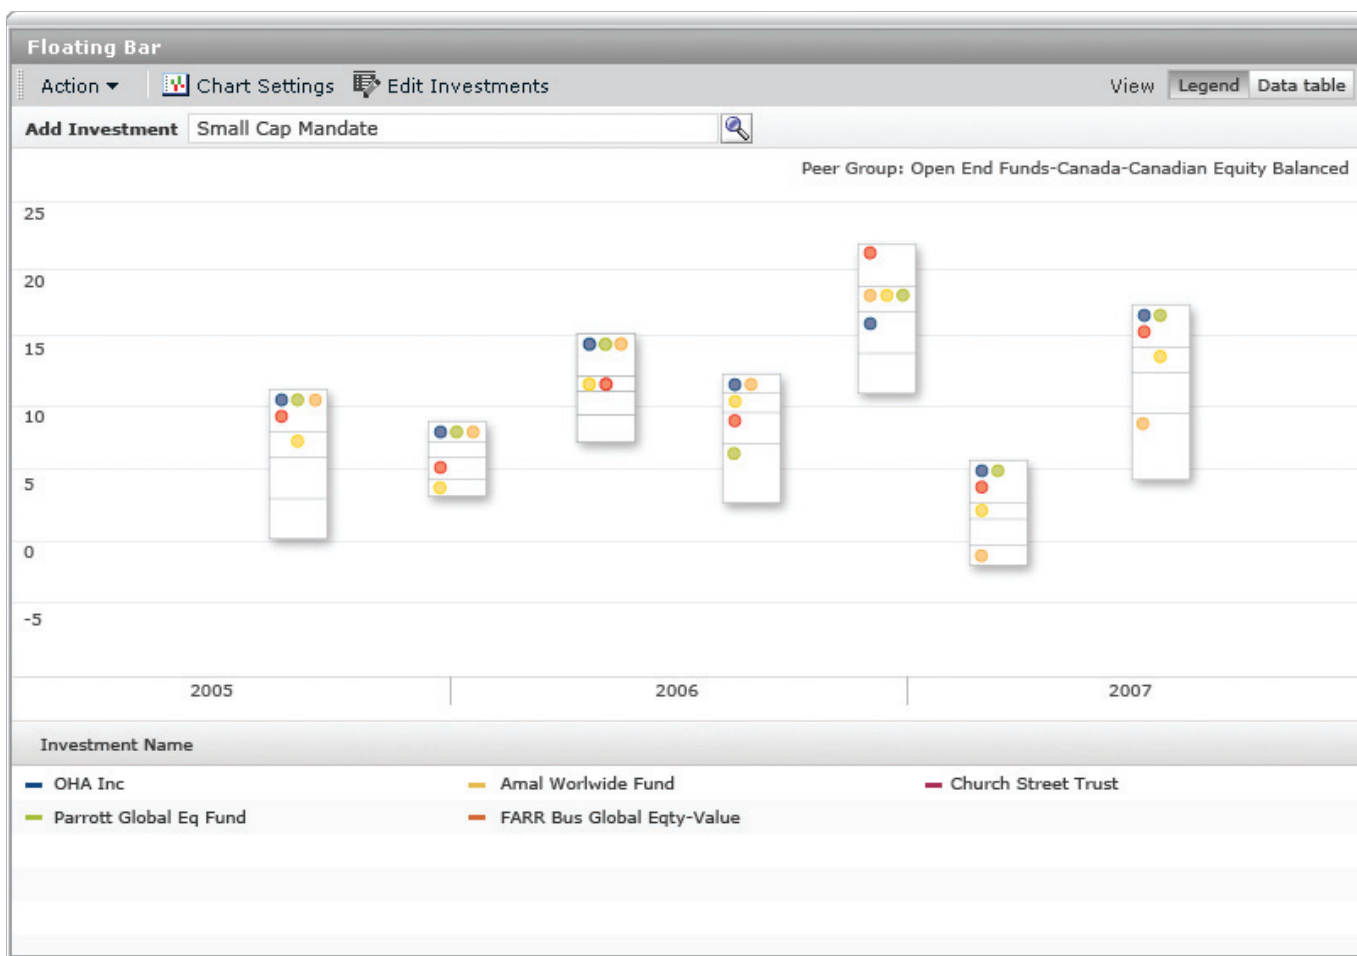 Floating Bar
Action Chart Settings Edit Investments View Legend Data table
Add Investment Small Cap Mandate
Peer Group: Open End Funds-Canada-Canadian Equity Balanced
25
20
15
10
5
0
-5
2005 2006 2007
Investment Name
OHA Inc Amal Worlwide Fund Church Street Trust
Parrott Global Eq Fund FARR Bus Global Eqty-Value